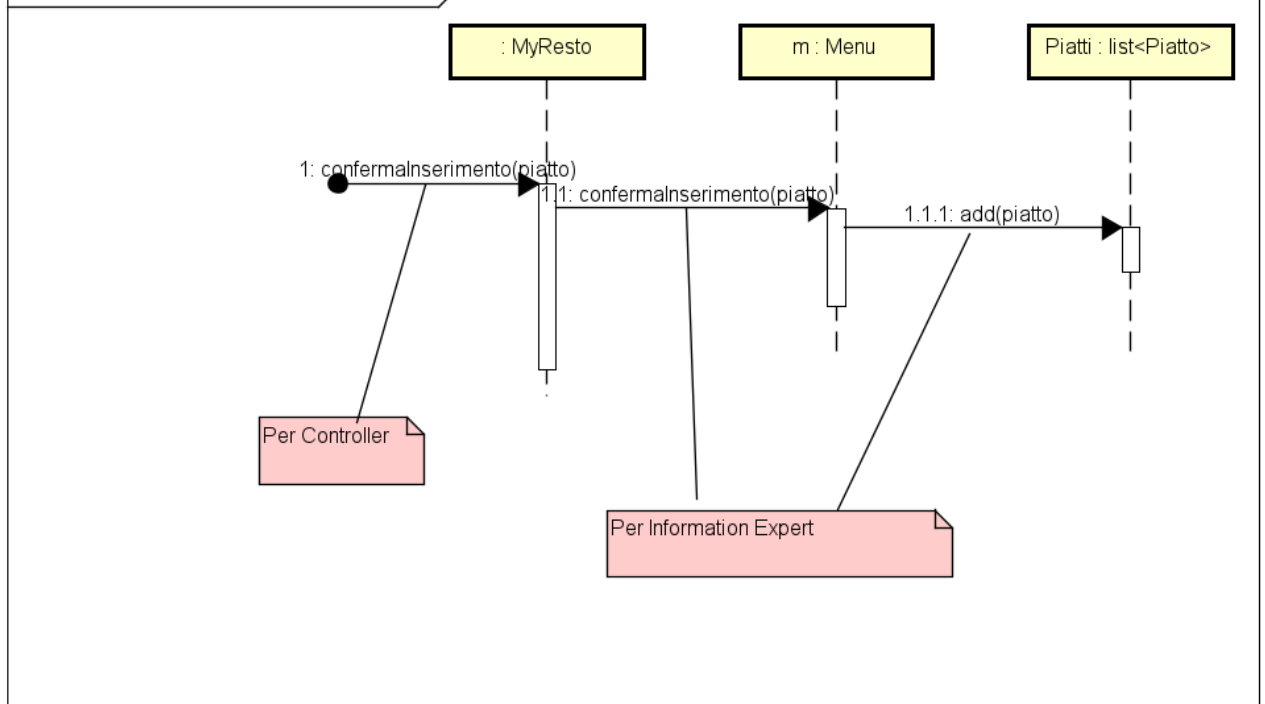 : MyResto
m : Menu
Piatti : list<Piatto>
1: confermaInserimento(piatto)
1.1: confermaInserimento(piatto)
1.1.1: add(piatto)
Per Controller
Per Information Expert